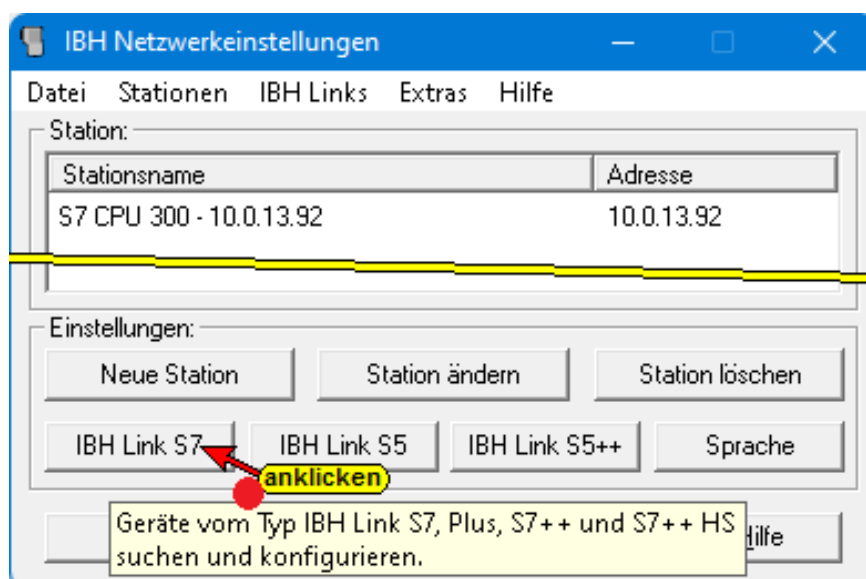 IBH Netzwerkeinstellungen
Datei Stationen IBH Links Extras Hilfe
Station:
Stationsname Adresse
S7 CPU 300 - 10.0.13.92 10.0.13.92
Einstellungen:
Neue Station Station ändern Station löschen
IBH Link S7 IBH Link S5 IBH Link S5++ Sprache
anklicken
Geräte vom Typ IBH Link S7, Plus, S7++ und S7++ HS
suchen und konfigurieren.
Hilfe